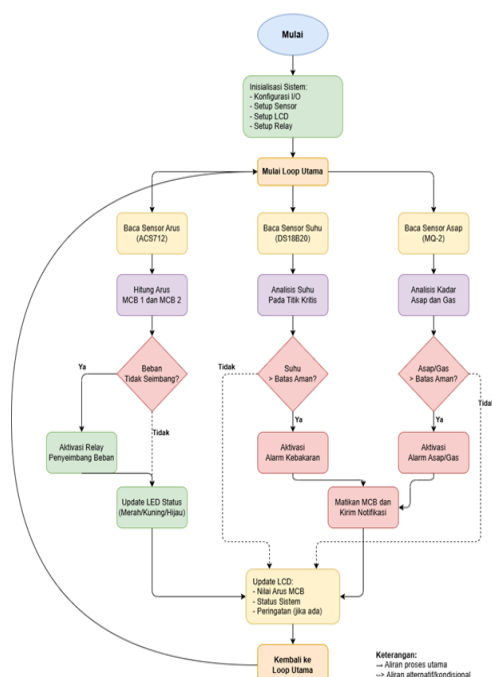 Mulai
Inisialisasi Sistem:
- Konfigurasi I/O
- Setup Sensor
- Setup LCD
- Setup Relay
Mulai Loop Utama
Baca Sensor Arus
(ACS712)
Baca Sensor Suhu
(DS18B20)
Baca Sensor Asap
(MQ-2)
Hitung Arus
MCB 1 dan MCB 2
Analisis Suhu
Pada Titik Kritis
Analisis Kadar
Asap dan Gas
Beban
Tidak Seimbang?
Suhu
> Batas Aman?
Asap/Gas
> Batas Aman?
Ya
Tidak
Tidak
Ya
Tidak
Ya
Aktivasi Relay
Penyeimbang Beban
Aktivasi
Alarm Kebakaran
Aktivasi
Alarm Asap/Gas
Update LED Status
(Merah/Kuning/Hijau)
Matikan MCB dan
Kirim Notifikasi
Update LCD:
- Nilai Arus MCB
- Status Sistem
- Peringatan (jika ada)
Kembali ke
Loop Utama
Keterangan:
--> Aliran proses utama
--> Aliran alternatif/kondisional